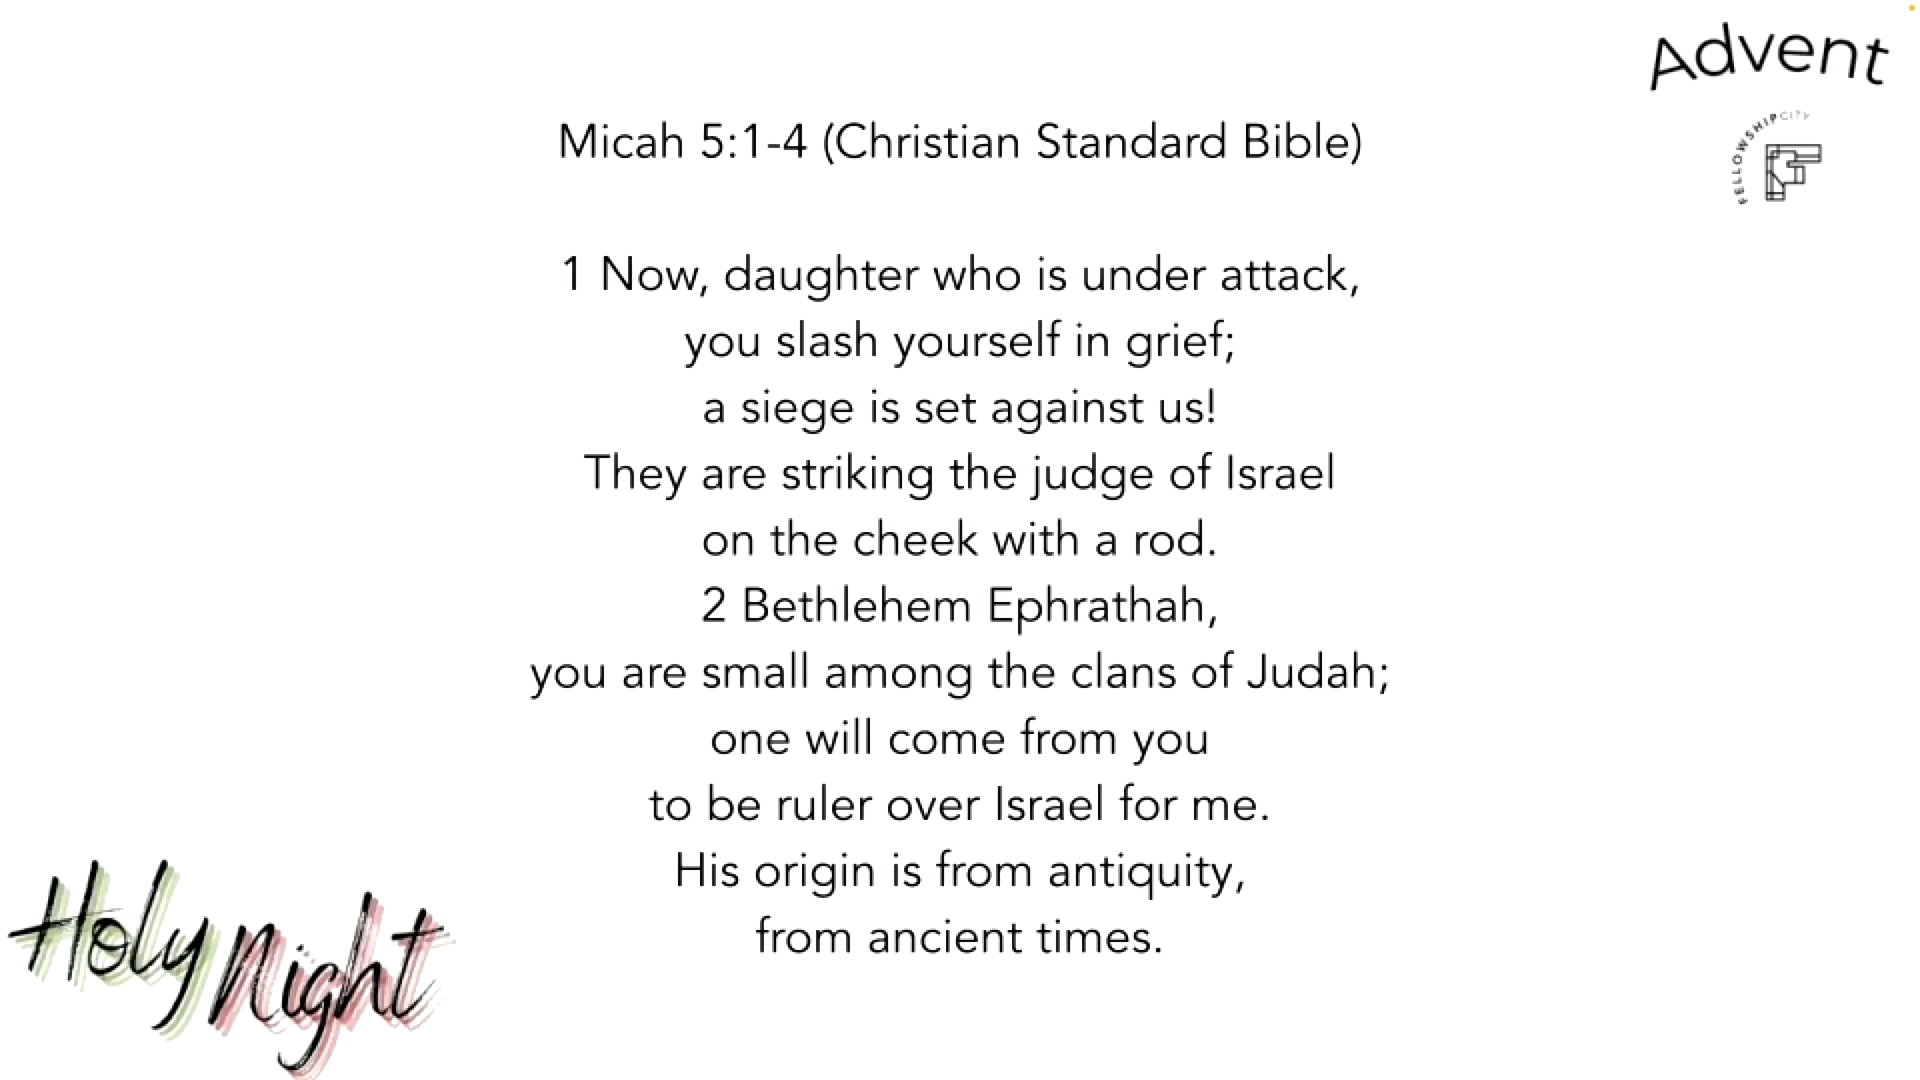 Advent
FELLOWSHIP CITY
Micah 5:1-4 (Christian Standard Bible)
1 Now, daughter who is under attack,
you slash yourself in grief;
a siege is set against us!
They are striking the judge of Israel
on the cheek with a rod.
2 Bethlehem Ephrathah,
you are small among the clans of Judah;
one will come from you
to be ruler over Israel for me.
His origin is from antiquity,
from ancient times.
Holy Night